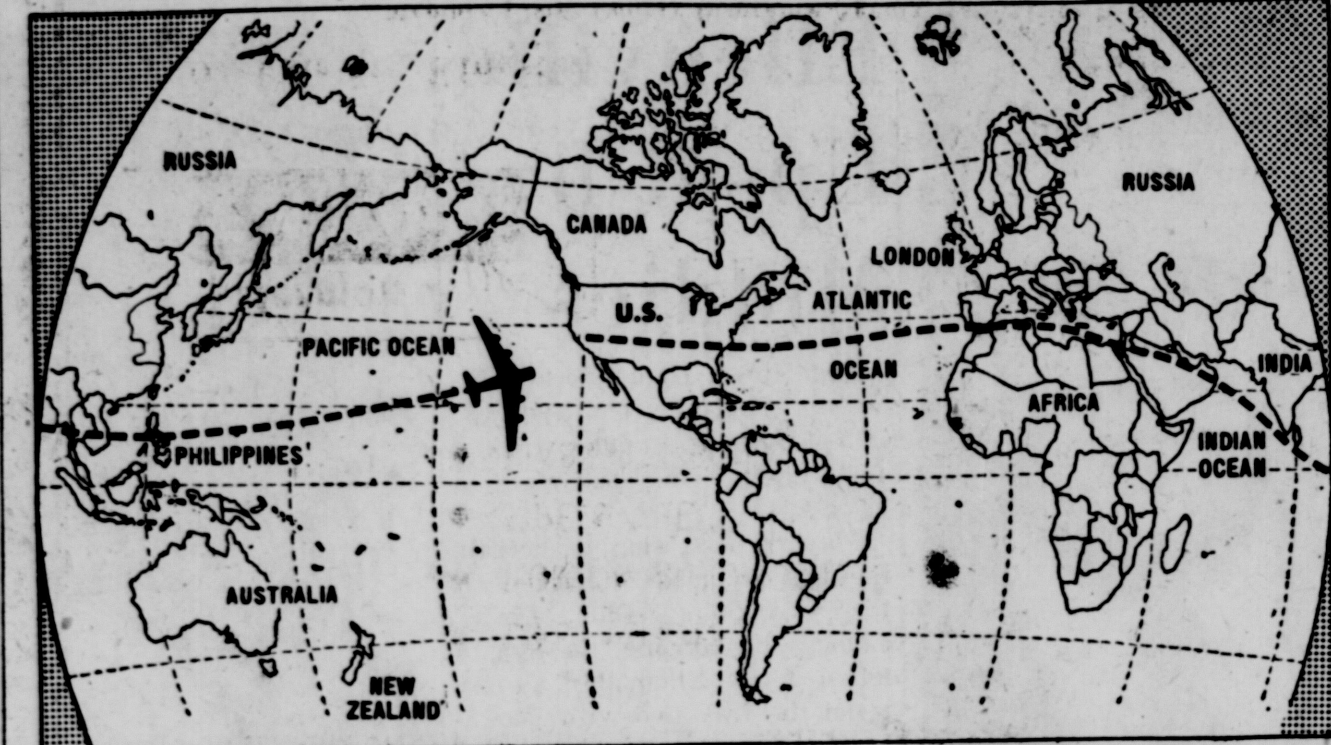 RUSSIA
RUSSIA
CANADA
LONDON
ATLANTIC
U.S.
PACIFIC OCEAN
OCEAN
INDIA
AFRICA
INDIAN
OCEAN
PHILIPPINES
AUSTRALIA
NEW
ZEALAND